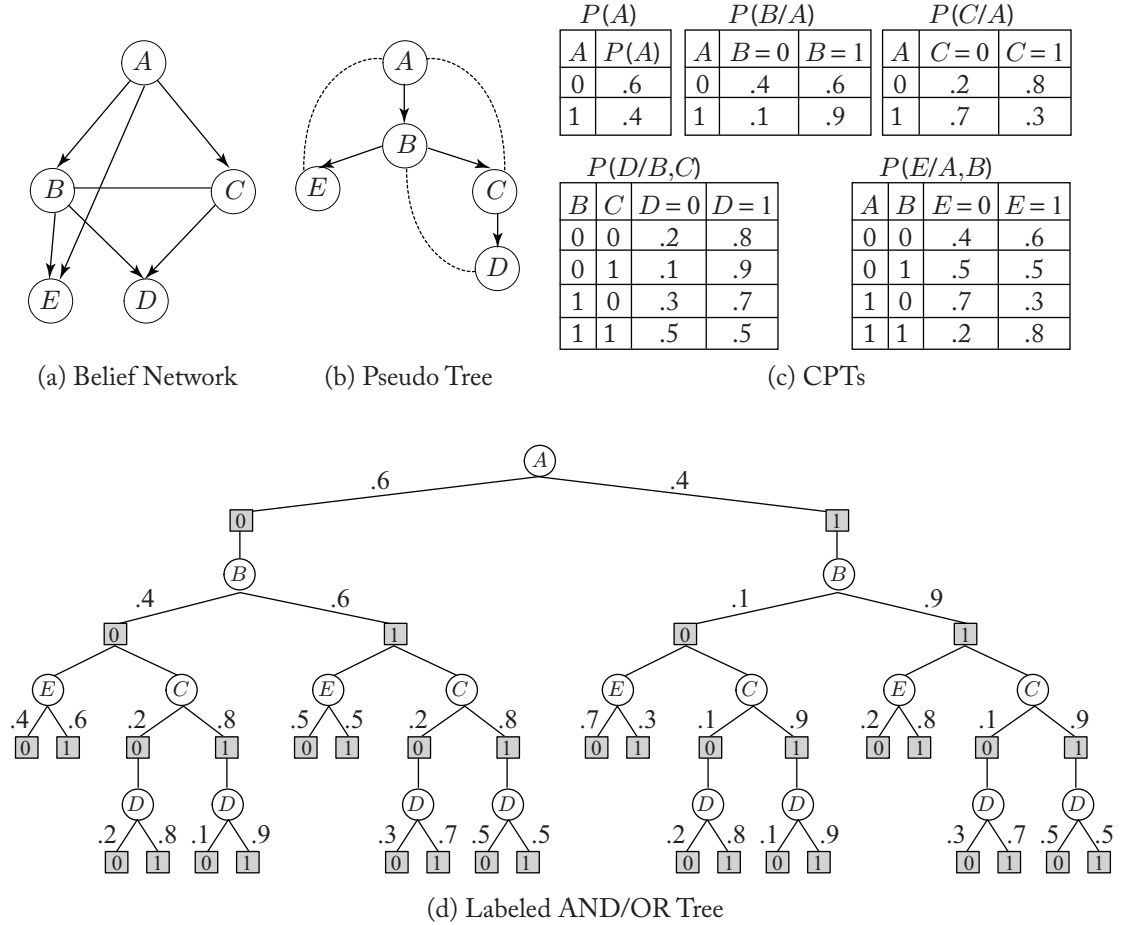 P(A) P(B/A) P(C/A)
A P(A) A B=0 B=1 A C=0 C=1
0 .6 0 .4 .6 0 .2 .8
1 .4 1 .1 .9 1 .7 .3
A A
B C B
E C
E D D
P(D/B,C) P(E/A,B)
B C D=0 D=1 A B E=0 E=1
0 0 .2 .8 0 0 .4 .6
0 1 .1 .9 0 1 .5 .5
1 0 .3 .7 1 0 .7 .3
1 1 .5 .5 1 1 .2 .8
(a) Belief Network (b) Pseudo Tree (c) CPTs
A
.6 .4
0 1
B B
.4 .6 .1 .9
0 1 0 1
E C E C E C E C
.4 .6 .2 .8 .5 .5 .2 .8 .7 .3 .1 .9 .2 .8 .1 .9
0 1 0 1 0 1 0 1 0 1 0 1 0 1 0 1
D D D D D D D D
.2 .8 .1 .9 .3 .7 .5 .5 .2 .8 .1 .9 .3 .7 .5 .5
0 1 0 1 0 1 0 1 0 1 0 1 0 1 0 1
(d) Labeled AND/OR Tree